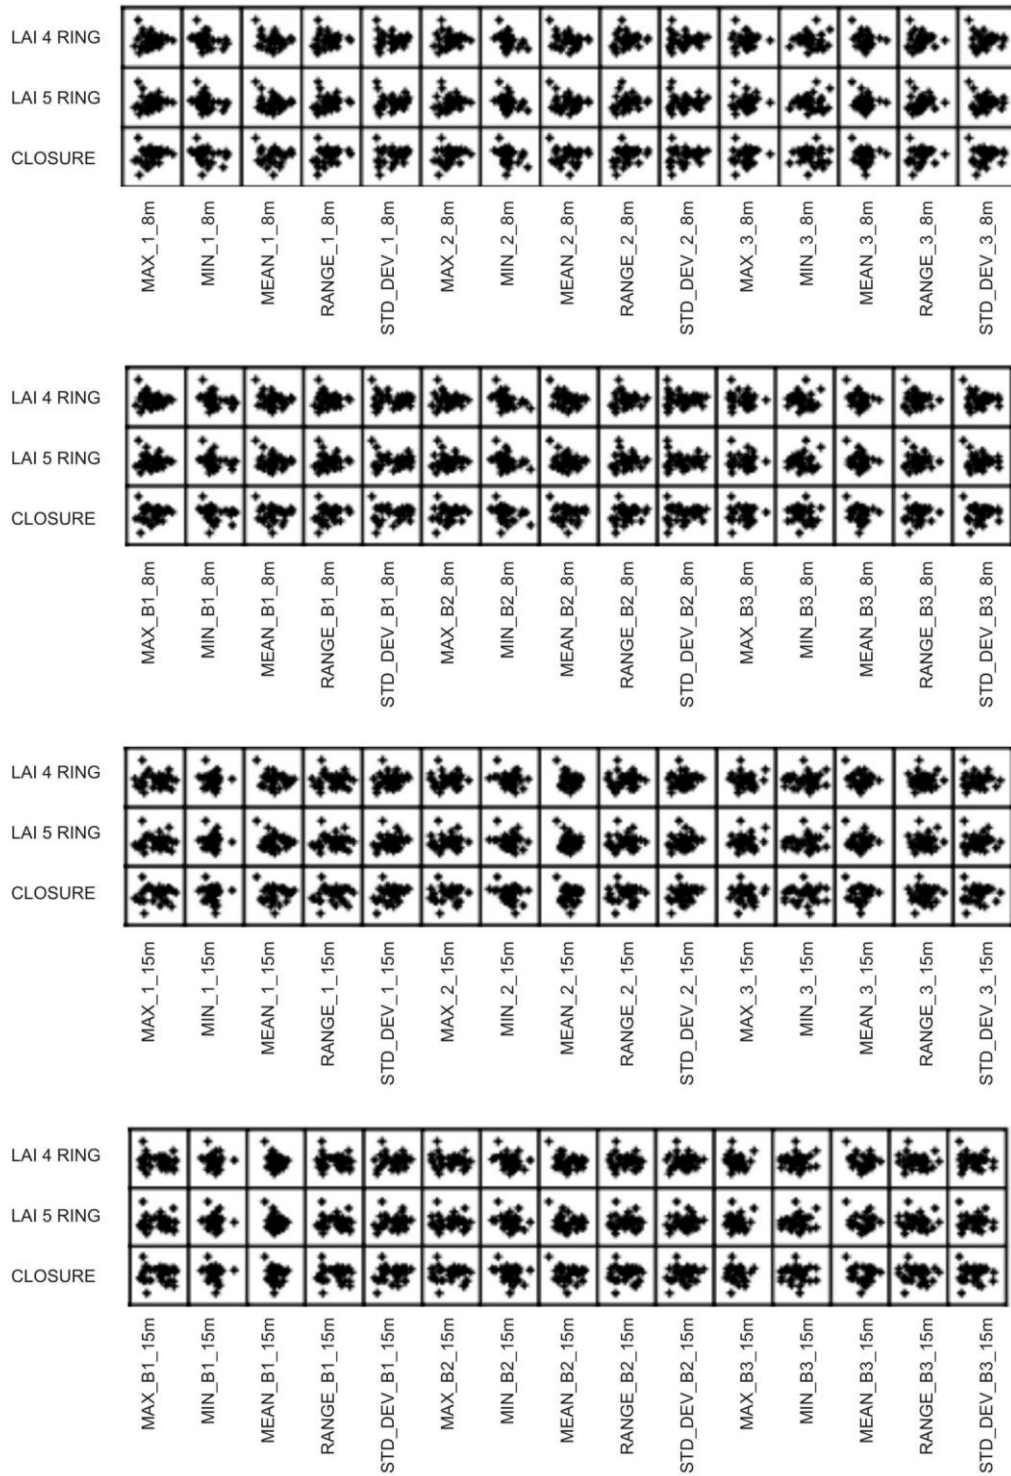 LAI 4 RING
LAI 5 RING
CLOSURE
MAX_1_8m
MIN_1_8m
MEAN_1_8m
RANGE_1_8m
STD_DEV_1_8m
MAX_2_8m
MIN_2_8m
MEAN_2_8m
RANGE_2_8m
STD_DEV_2_8m
MAX_3_8m
MIN_3_8m
MEAN_3_8m
RANGE_3_8m
STD_DEV_3_8m
LAI 4 RING
LAI 5 RING
CLOSURE
MAX_B1_8m
MIN_B1_8m
MEAN_B1_8m
RANGE_B1_8m
STD_DEV_B1_8m
MAX_B2_8m
MIN_B2_8m
MEAN_B2_8m
RANGE_B2_8m
STD_DEV_B2_8m
MAX_B3_8m
MIN_B3_8m
MEAN_B3_8m
RANGE_B3_8m
STD_DEV_B3_8m
LAI 4 RING
LAI 5 RING
CLOSURE
MAX_1_15m
MIN_1_15m
MEAN_1_15m
RANGE_1_15m
STD_DEV_1_15m
MAX_2_15m
MIN_2_15m
MEAN_2_15m
RANGE_2_15m
STD_DEV_2_15m
MAX_3_15m
MIN_3_15m
MEAN_3_15m
RANGE_3_15m
STD_DEV_3_15m
LAI 4 RING
LAI 5 RING
CLOSURE
MAX_B1_15m
MIN_B1_15m
MEAN_B1_15m
RANGE_B1_15m
STD_DEV_B1_15m
MAX_B2_15m
MIN_B2_15m
MEAN_B2_15m
RANGE_B2_15m
STD_DEV_B2_15m
MAX_B3_15m
MIN_B3_15m
MEAN_B3_15m
RANGE_B3_15m
STD_DEV_B3_15m